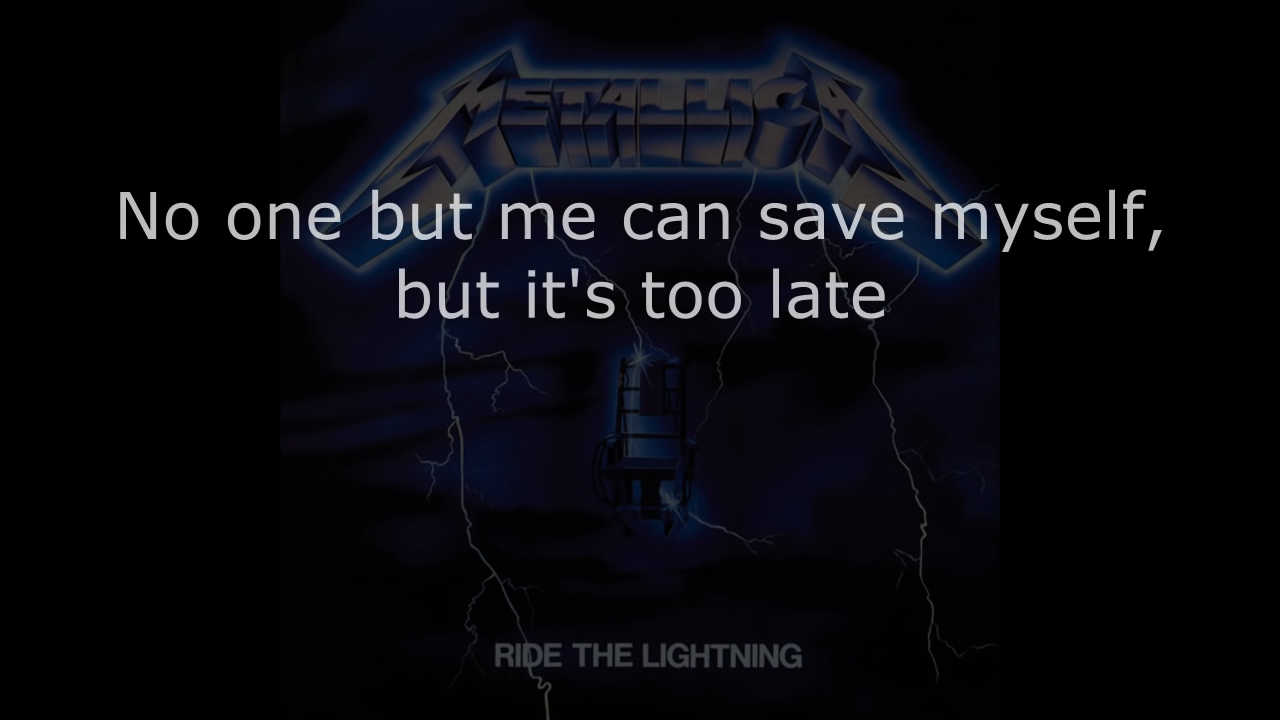 METALLICA
No one but me can save myself,
but it's too late
RIDE THE LIGHTNING